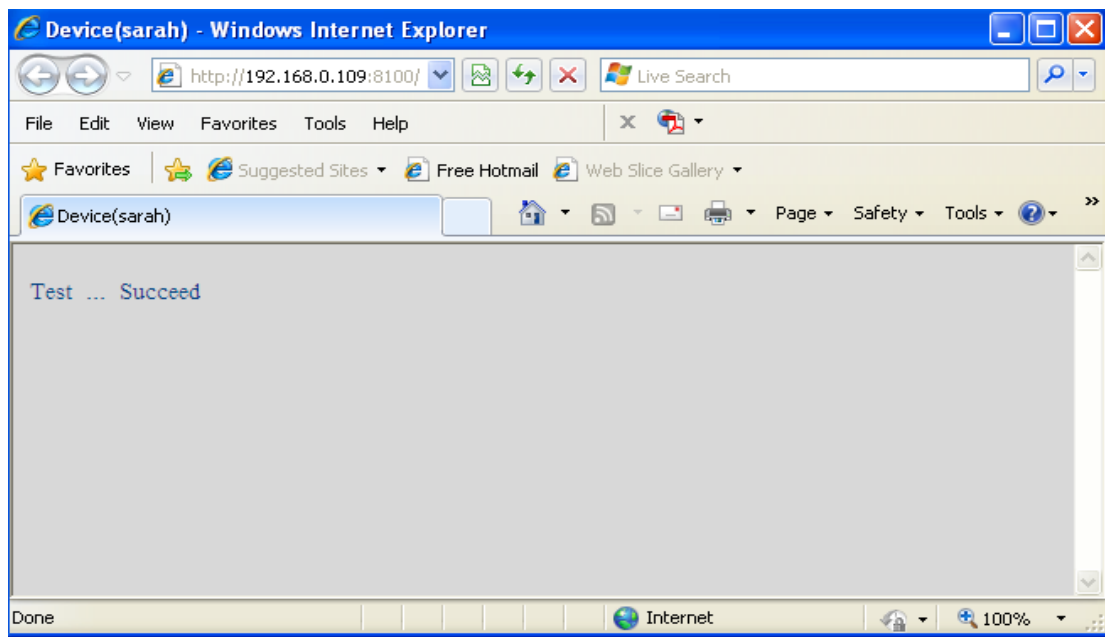 Device(sarah) - Windows Internet Explorer
http://192.168.0.109:8100/ Live Search
File Edit View Favorites Tools Help
Favorites Suggested Sites Free Hotmail Web Slice Gallery
Device(sarah) Page Safety Tools
Test ... Succeed
Done Internet 100%